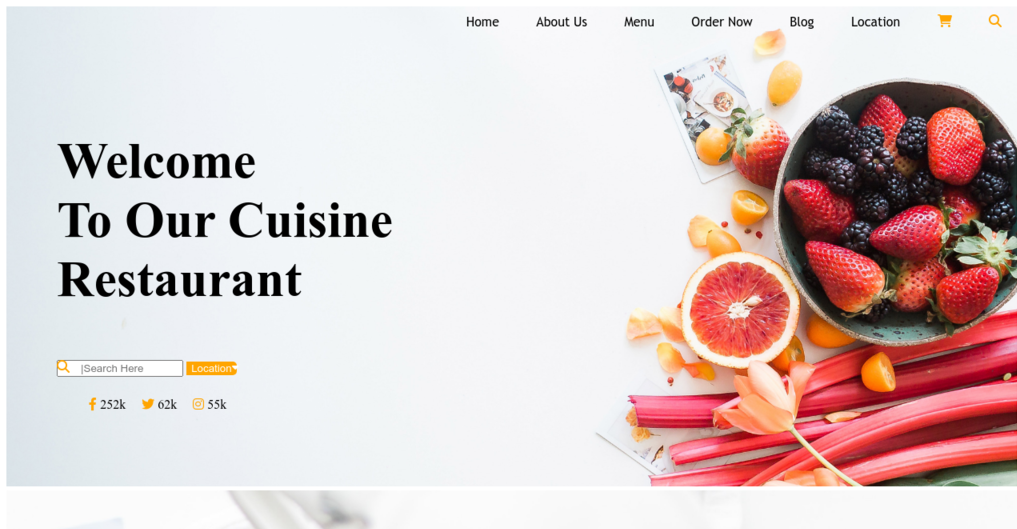 Home About Us Menu Order Now Blog Location
Welcome
To Our Cuisine
Restaurant
|Search Here Location
252k 62k 55k